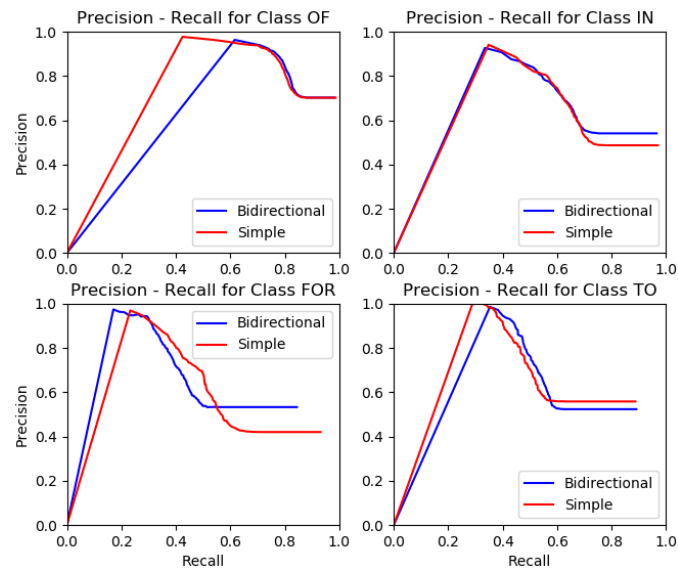 Precision - Recall for Class OF
Precision
1.0
0.8
0.6
0.4
0.2
0.0
0.0 0.2 0.4 0.6 0.8 1.0
Bidirectional
Simple
Precision - Recall for Class IN
1.0
0.8
0.6
0.4
0.2
0.0
0.0 0.2 0.4 0.6 0.8 1.0
Bidirectional
Simple
Precision - Recall for Class FOR
Precision
1.0
0.8
0.6
0.4
0.2
0.0
0.0 0.2 0.4 0.6 0.8 1.0
Recall
Bidirectional
Simple
Precision - Recall for Class TO
1.0
0.8
0.6
0.4
0.2
0.0
0.0 0.2 0.4 0.6 0.8 1.0
Recall
Bidirectional
Simple